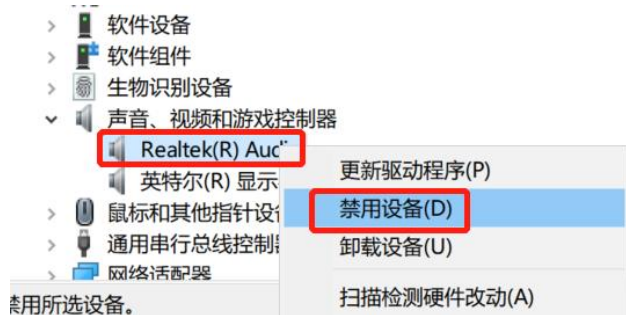 软件设备
软件组件
生物识别设备
声音、视频和游戏控制器
Realtek(R) Aud
英特尔(R) 显示
鼠标和其他指针设
通用串行总线控制
网络适配器
禁用所选设备。
更新驱动程序(P)
禁用设备(D)
卸载设备(U)
扫描检测硬件改动(A)